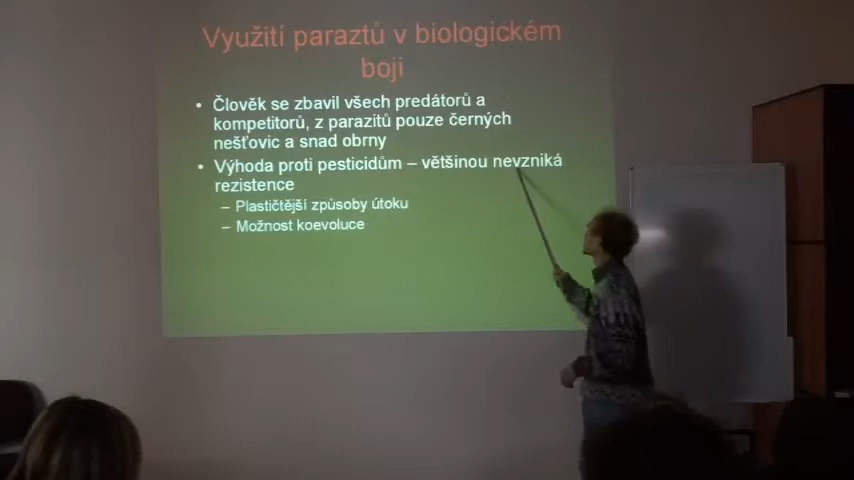 Využití paraztů v biologickém
boji
• Člověk se zbavil všech predátorů a
kompetitorů, z parazitů pouze černých
nešťovic a snad obrny
• Výhoda proti pesticidům – většinou nevzniká
rezistence
– Plastičtější způsoby útoku
– Možnost koevoluce